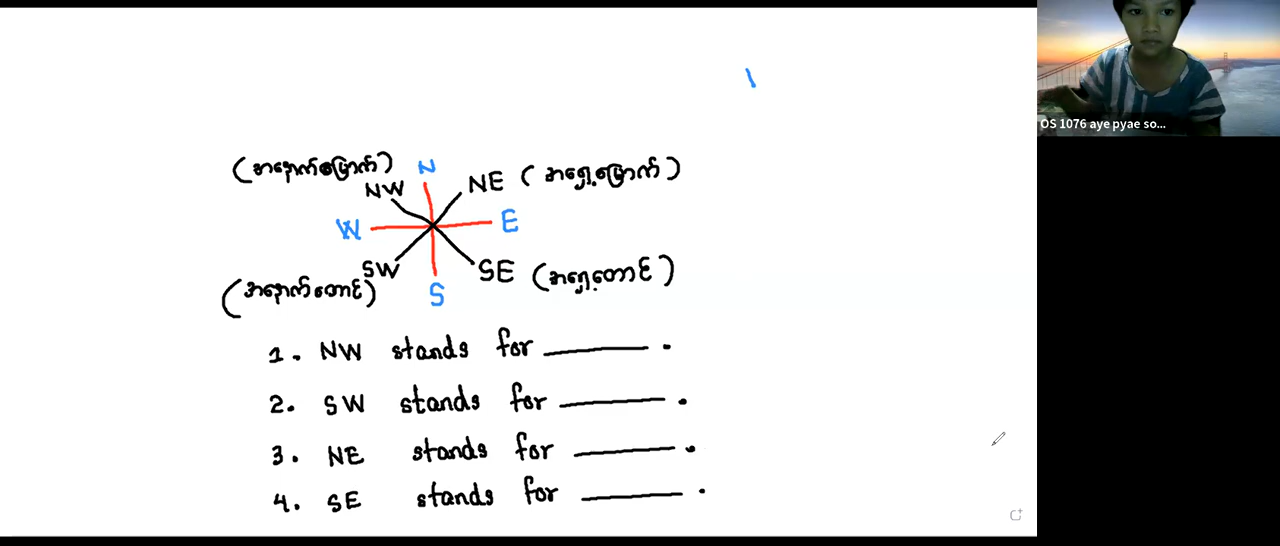 OS 1076 aye pyae so...
(အနောက်မြောက်) N
NW NE (အရှေ့မြောက်)
W E
SW SE (အရှေ့တောင်)
(အနောက်တောင်) S
1. NW stands for ______ .
2. SW stands for ______ .
3. NE stands for ______ .
4. SE stands for ______ .